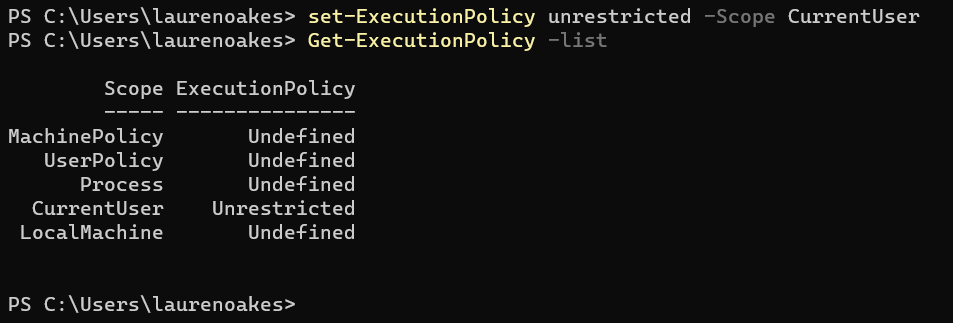 PS C:\Users\laurenoakes> set-ExecutionPolicy unrestricted -Scope CurrentUser
PS C:\Users\laurenoakes> Get-ExecutionPolicy -list
Scope ExecutionPolicy
----- ---------------
MachinePolicy Undefined
UserPolicy Undefined
Process Undefined
CurrentUser Unrestricted
LocalMachine Undefined
PS C:\Users\laurenoakes>